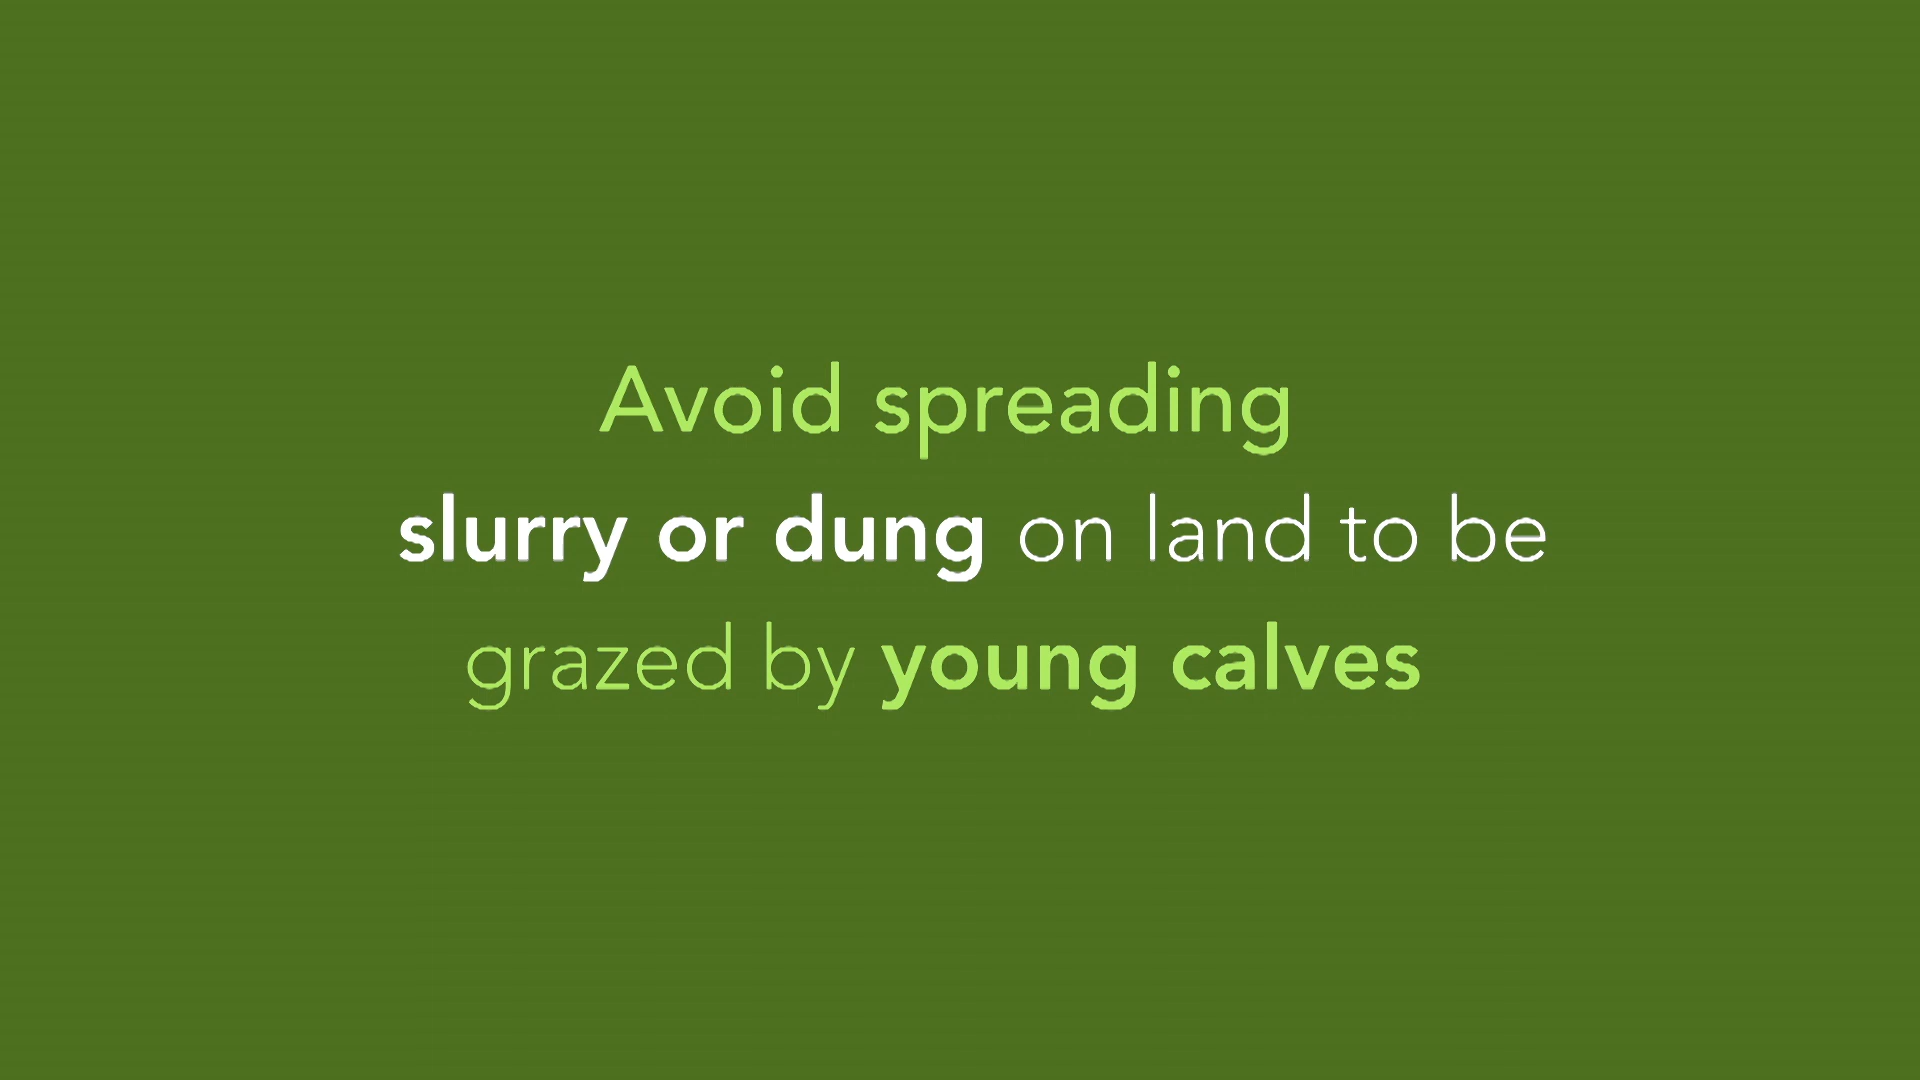 Avoid spreading
slurry or dung on land to be
grazed by young calves